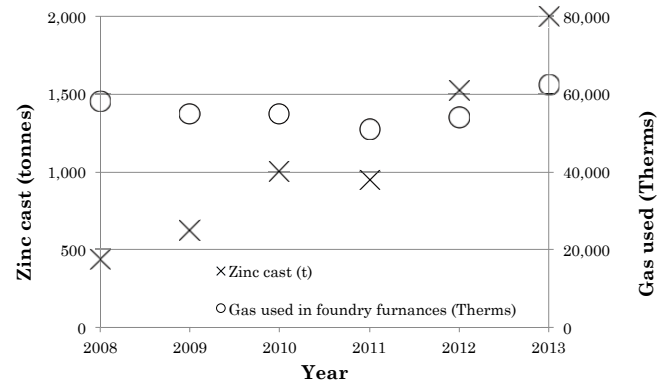 2,000
1,500
1,000
500
0
Zinc cast (tonnes)
80,000
60,000
40,000
20,000
0
Gas used (Therms)
Zinc cast (t)
Gas used in foundry furnances (Therms)
2008 2009 2010 2011 2012 2013
Year